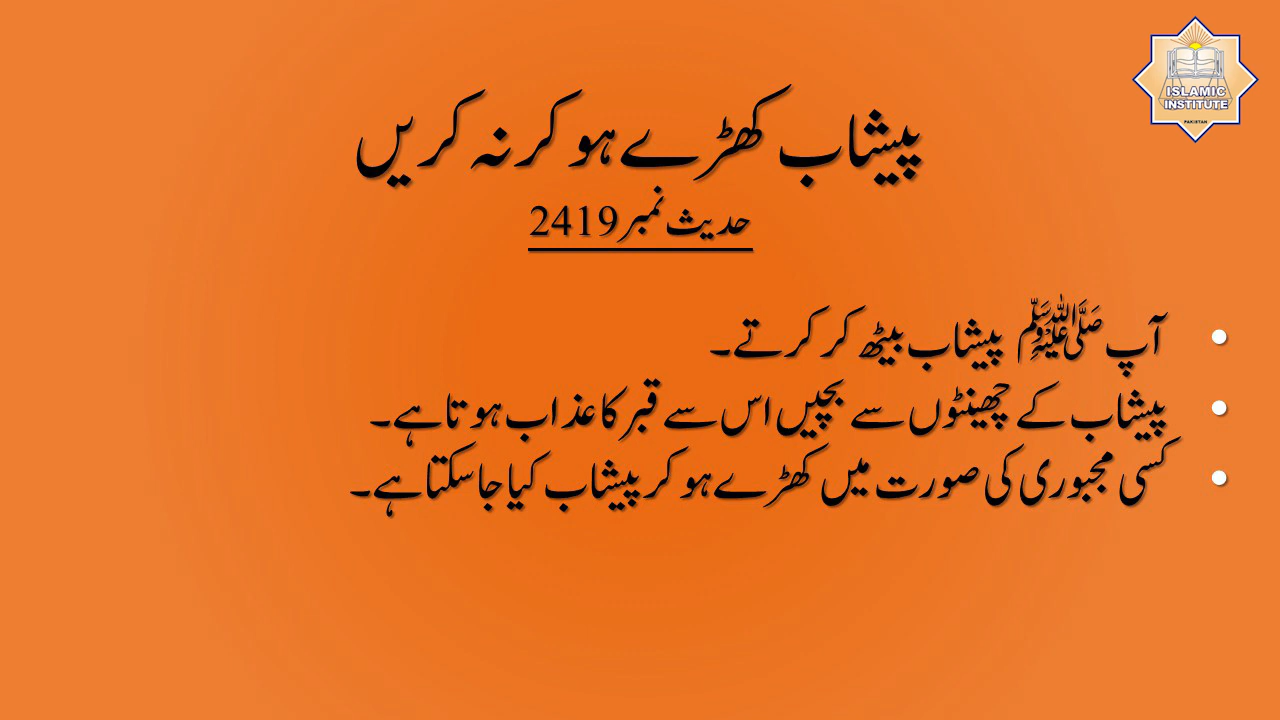 ISLAMIC
INSTITUTE
PAKISTAN
پیشاب کھڑے ہو کر نہ کریں
حدیث نمبر 2419
• آپ ﷺ پیشاب بیٹھ کر کرتے۔
• پیشاب کے چھینٹوں سے بچیں اس سے قبر کا عذاب ہوتا ہے۔
• کسی مجبوری کی صورت میں کھڑے ہو کر پیشاب کیا جا سکتا ہے۔